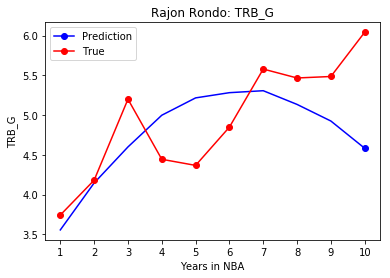 Rajon Rondo: TRB_G
Prediction
True
TRB_G
6.0
5.5
5.0
4.5
4.0
3.5
1 2 3 4 5 6 7 8 9 10
Years in NBA